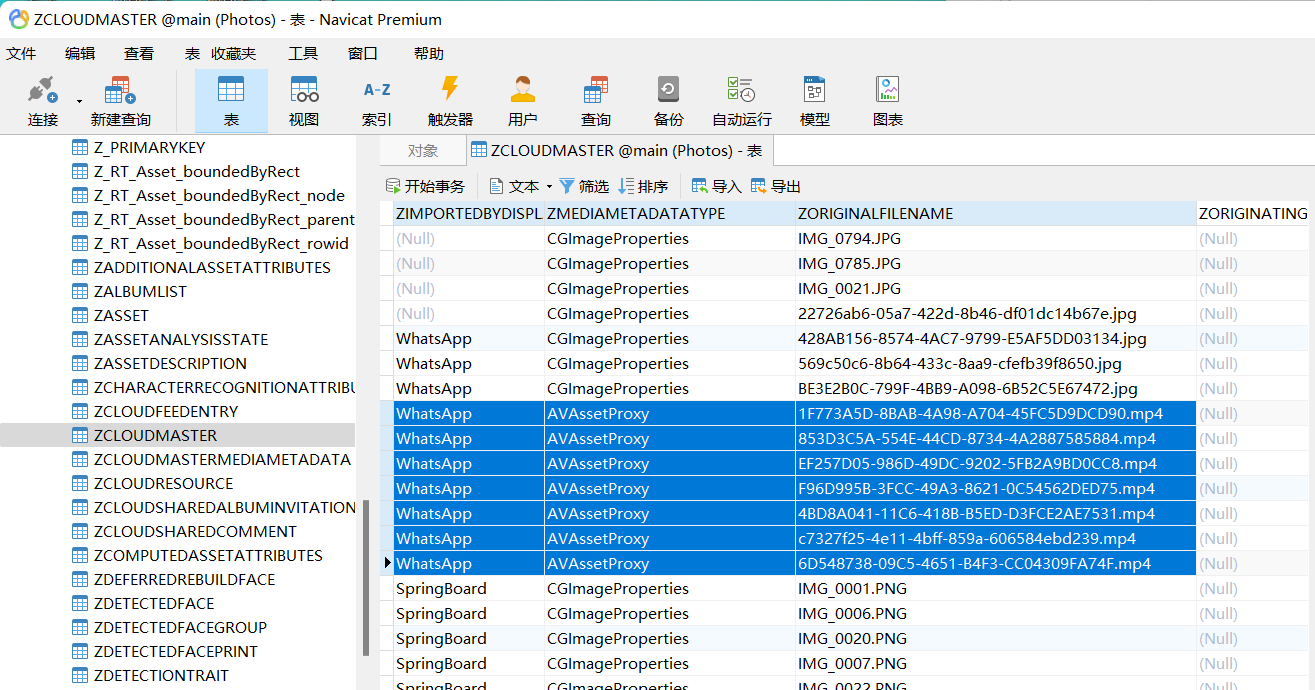 ZCLOUDMASTER @main (Photos) - 表 - Navicat Premium
文件 编辑 查看 表 收藏夹 工具 窗口 帮助
A-Z
连接 新建查询 表 视图 索引 触发器 用户 查询 备份 自动运行 模型 图表
Z_PRIMARYKEY
Z_RT_Asset_boundedByRect
Z_RT_Asset_boundedByRect_node
Z_RT_Asset_boundedByRect_parent
Z_RT_Asset_boundedByRect_rowid
ZADDITIONALASSETATTRIBUTES
ZALBUMLIST
ZASSET
ZASSETANALYSISSTATE
ZASSETDESCRIPTION
ZCHARACTERRECOGNITIONATTRIBU
ZCLOUDFEEDENTRY
ZCLOUDMASTER
ZCLOUDMASTERMEDIAMETADATA
ZCLOUDRESOURCE
ZCLOUDSHAREDALBUMINVITATION
ZCLOUDSHAREDCOMMENT
ZCOMPUTEDASSETATTRIBUTES
ZDEFERREDREBUILDFACE
ZDETECTEDFACE
ZDETECTEDFACEGROUP
ZDETECTEDFACEPRINT
ZDETECTIONTRAIT
对象 ZCLOUDMASTER @main (Photos) - 表
开始事务 文本 筛选 排序 导入 导出
ZIMPORTEDBYDISPL ZMEDIAMETADATATYPE ZORIGINALFILENAME ZORIGINATING
(Null) CGImageProperties IMG_0794.JPG (Null)
(Null) CGImageProperties IMG_0785.JPG (Null)
(Null) CGImageProperties IMG_0021.JPG (Null)
(Null) CGImageProperties 22726ab6-05a7-422d-8b46-df01dc14b67e.jpg (Null)
WhatsApp CGImageProperties 428AB156-8574-4AC7-9799-E5AF5DD03134.jpg (Null)
WhatsApp CGImageProperties 569c50c6-8b64-433c-8aa9-cfefb39f8650.jpg (Null)
WhatsApp CGImageProperties BE3E2B0C-799F-4BB9-A098-6B52C5E67472.jpg (Null)
WhatsApp AVAssetProxy 1F773A5D-8BAB-4A98-A704-45FC5D9DCD90.mp4 (Null)
WhatsApp AVAssetProxy 853D3C5A-554E-44CD-8734-4A2887585884.mp4 (Null)
WhatsApp AVAssetProxy EF257D05-986D-49DC-9202-5FB2A9BD0CC8.mp4 (Null)
WhatsApp AVAssetProxy F96D995B-3FCC-49A3-8621-0C54562DED75.mp4 (Null)
WhatsApp AVAssetProxy 4BD8A041-11C6-418B-B5ED-D3FCE2AE7531.mp4 (Null)
WhatsApp AVAssetProxy c7327f25-4e11-4bff-859a-606584ebd239.mp4 (Null)
WhatsApp AVAssetProxy 6D548738-09C5-4651-B4F3-CC04309FA74F.mp4 (Null)
SpringBoard CGImageProperties IMG_0001.PNG (Null)
SpringBoard CGImageProperties IMG_0006.PNG (Null)
SpringBoard CGImageProperties IMG_0020.PNG (Null)
SpringBoard CGImageProperties IMG_0007.PNG (Null)
SpringBoard CGImageProperties IMG_0022.PNG (Null)